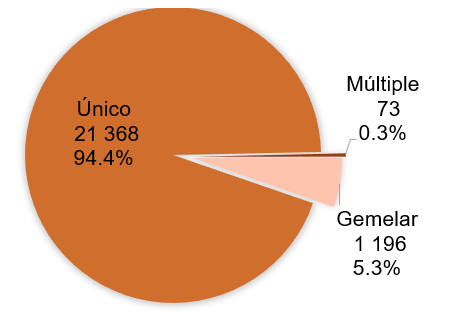 Único
21 368
94.4%
Múltiple
73
0.3%
Gemelar
1 196
5.3%